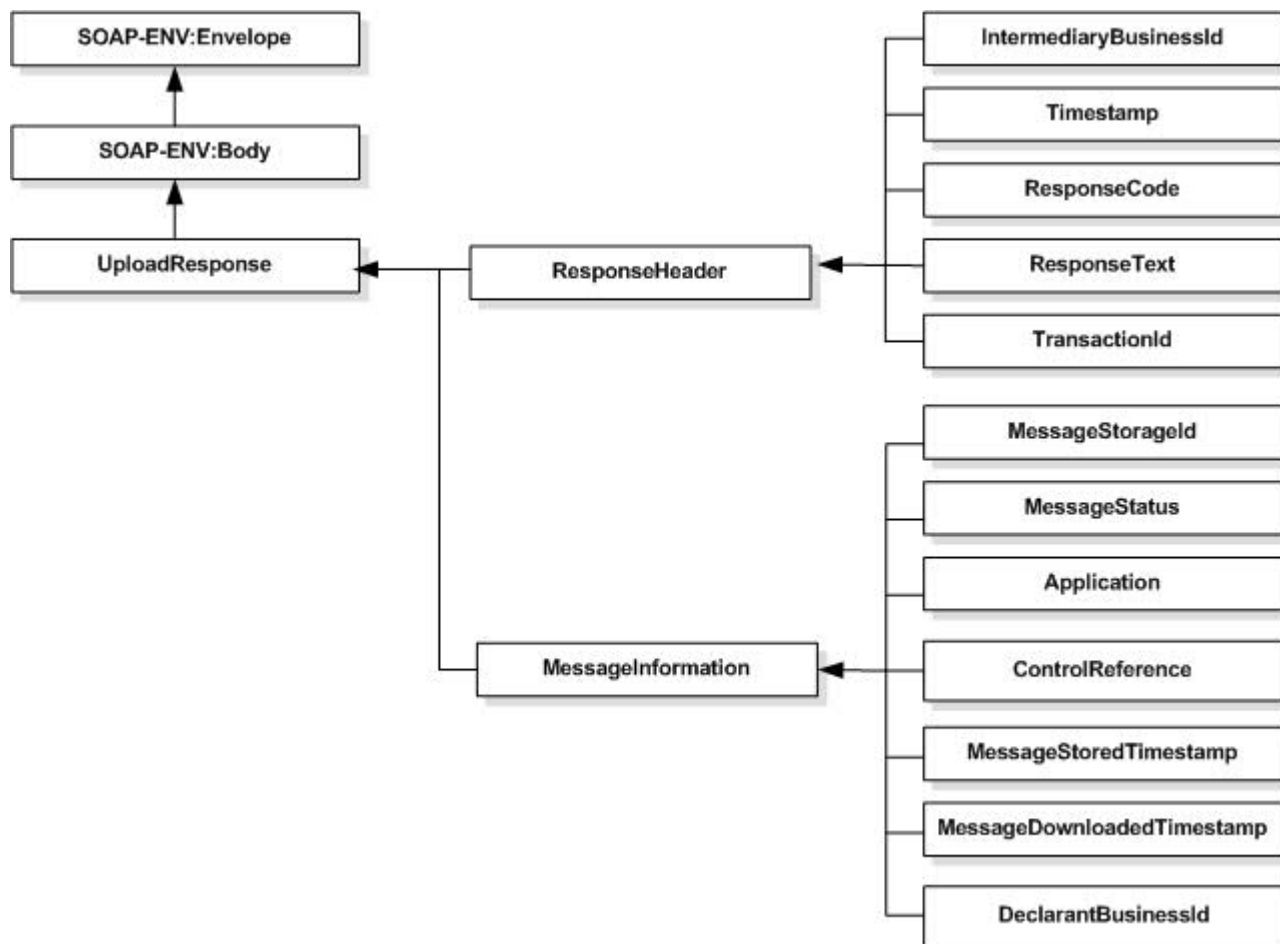 SOAP-ENV:Envelope
SOAP-ENV:Body
UploadResponse
ResponseHeader
IntermediaryBusinessId
Timestamp
ResponseCode
ResponseText
TransactionId
MessageInformation
MessageStorageId
MessageStatus
Application
ControlReference
MessageStoredTimestamp
MessageDownloadedTimestamp
DeclarantBusinessId